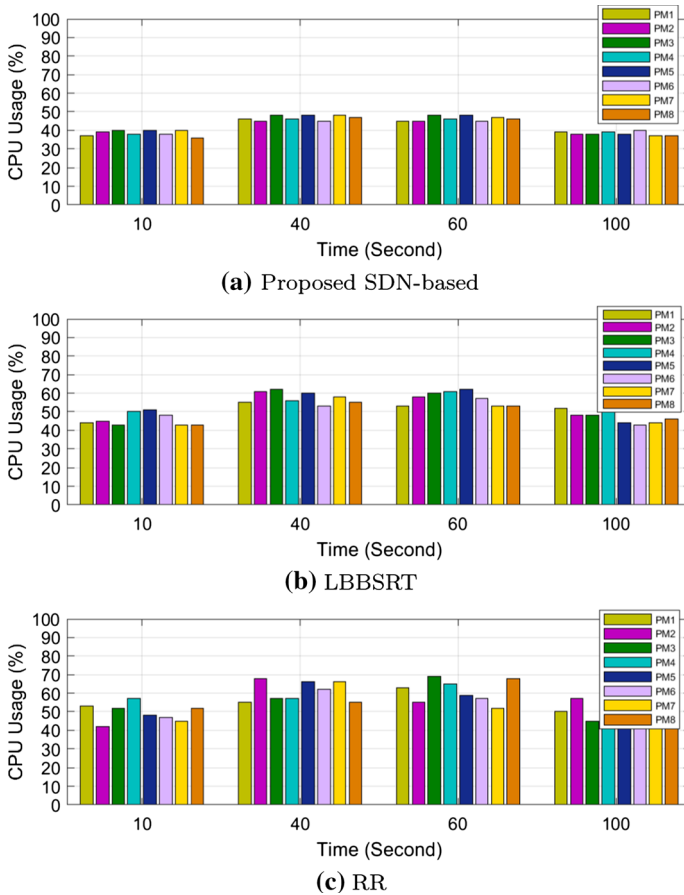 100
90
80
70
60
50
40
30
20
10
0
CPU Usage (%)
10 40 60 100
Time (Second)
PM1
PM2
PM3
PM4
PM5
PM6
PM7
PM8
(a) Proposed SDN-based
100
90
80
70
60
50
40
30
20
10
0
CPU Usage (%)
10 40 60 100
Time (Second)
PM1
PM2
PM3
PM4
PM5
PM6
PM7
PM8
(b) LBBSRT
100
90
80
70
60
50
40
30
20
10
0
CPU Usage (%)
10 40 60 100
Time (Second)
PM1
PM2
PM3
PM4
PM5
PM6
PM7
PM8
(c) RR